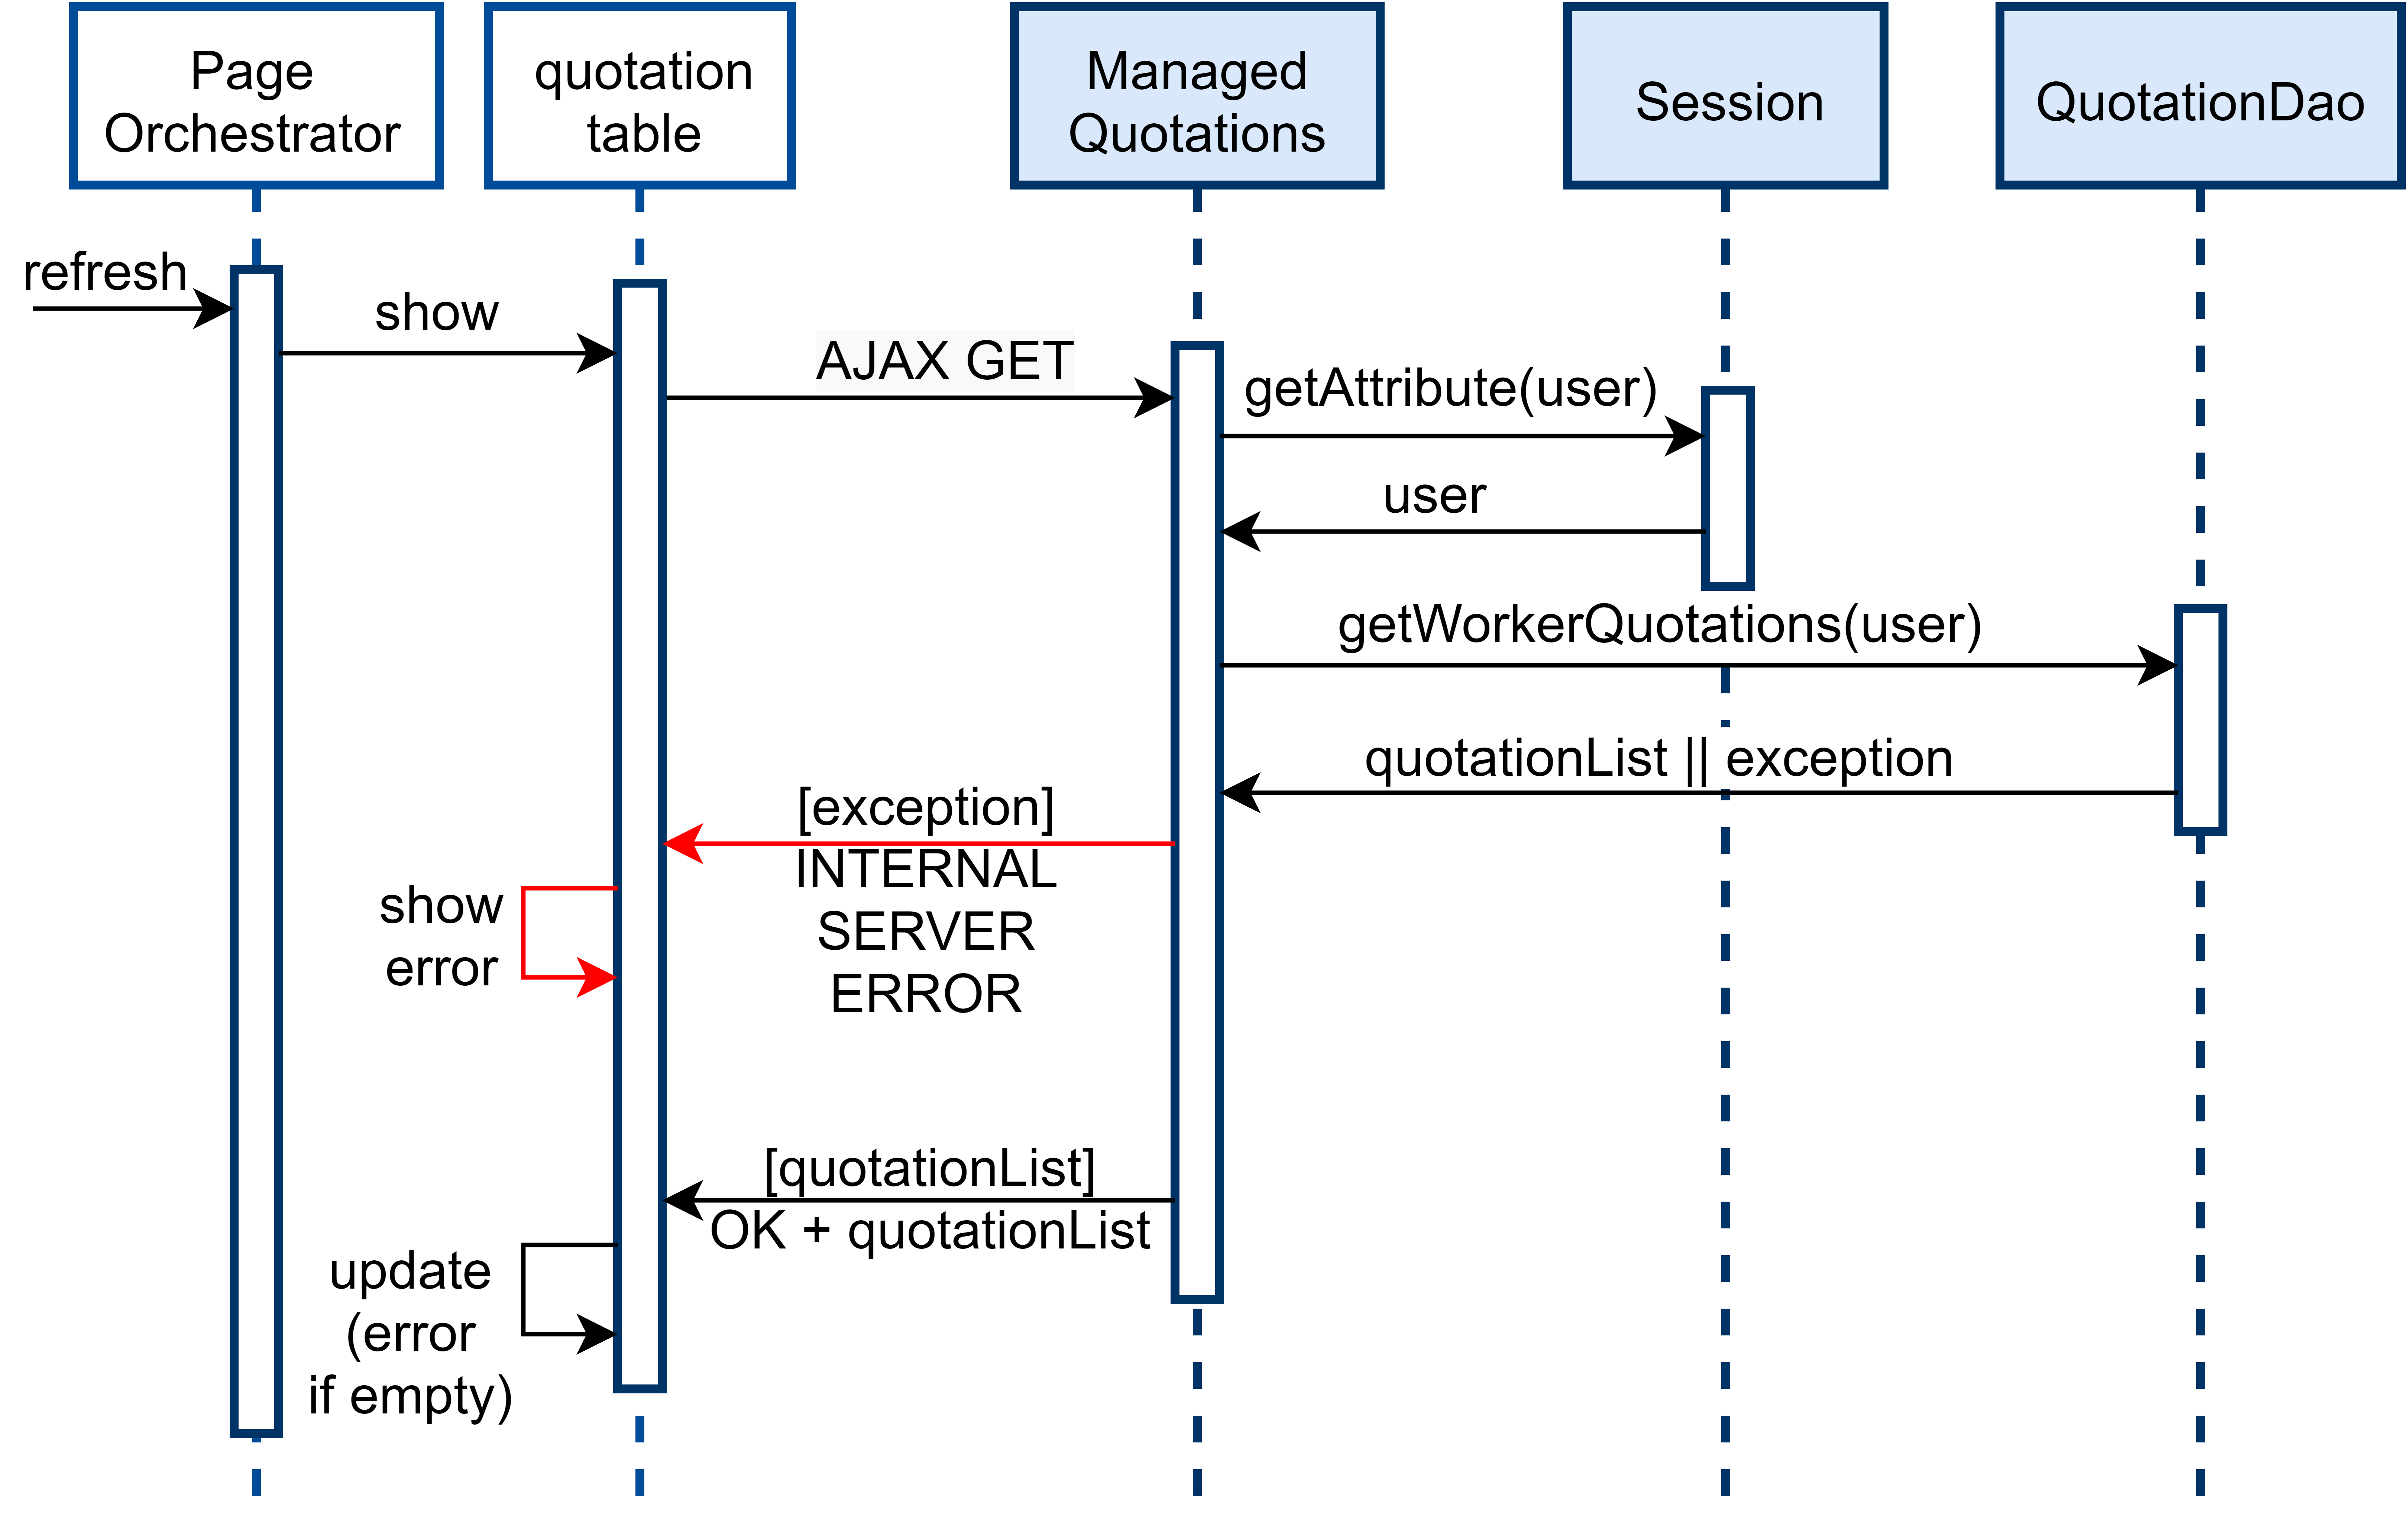 Page
Orchestrator
quotation
table
Managed
Quotations
Session
QuotationDao
refresh
show
AJAX GET
getAttribute(user)
user
getWorkerQuotations(user)
quotationList || exception
[exception]
INTERNAL
SERVER
ERROR
show
error
[quotationList]
OK + quotationList
update
(error
if empty)